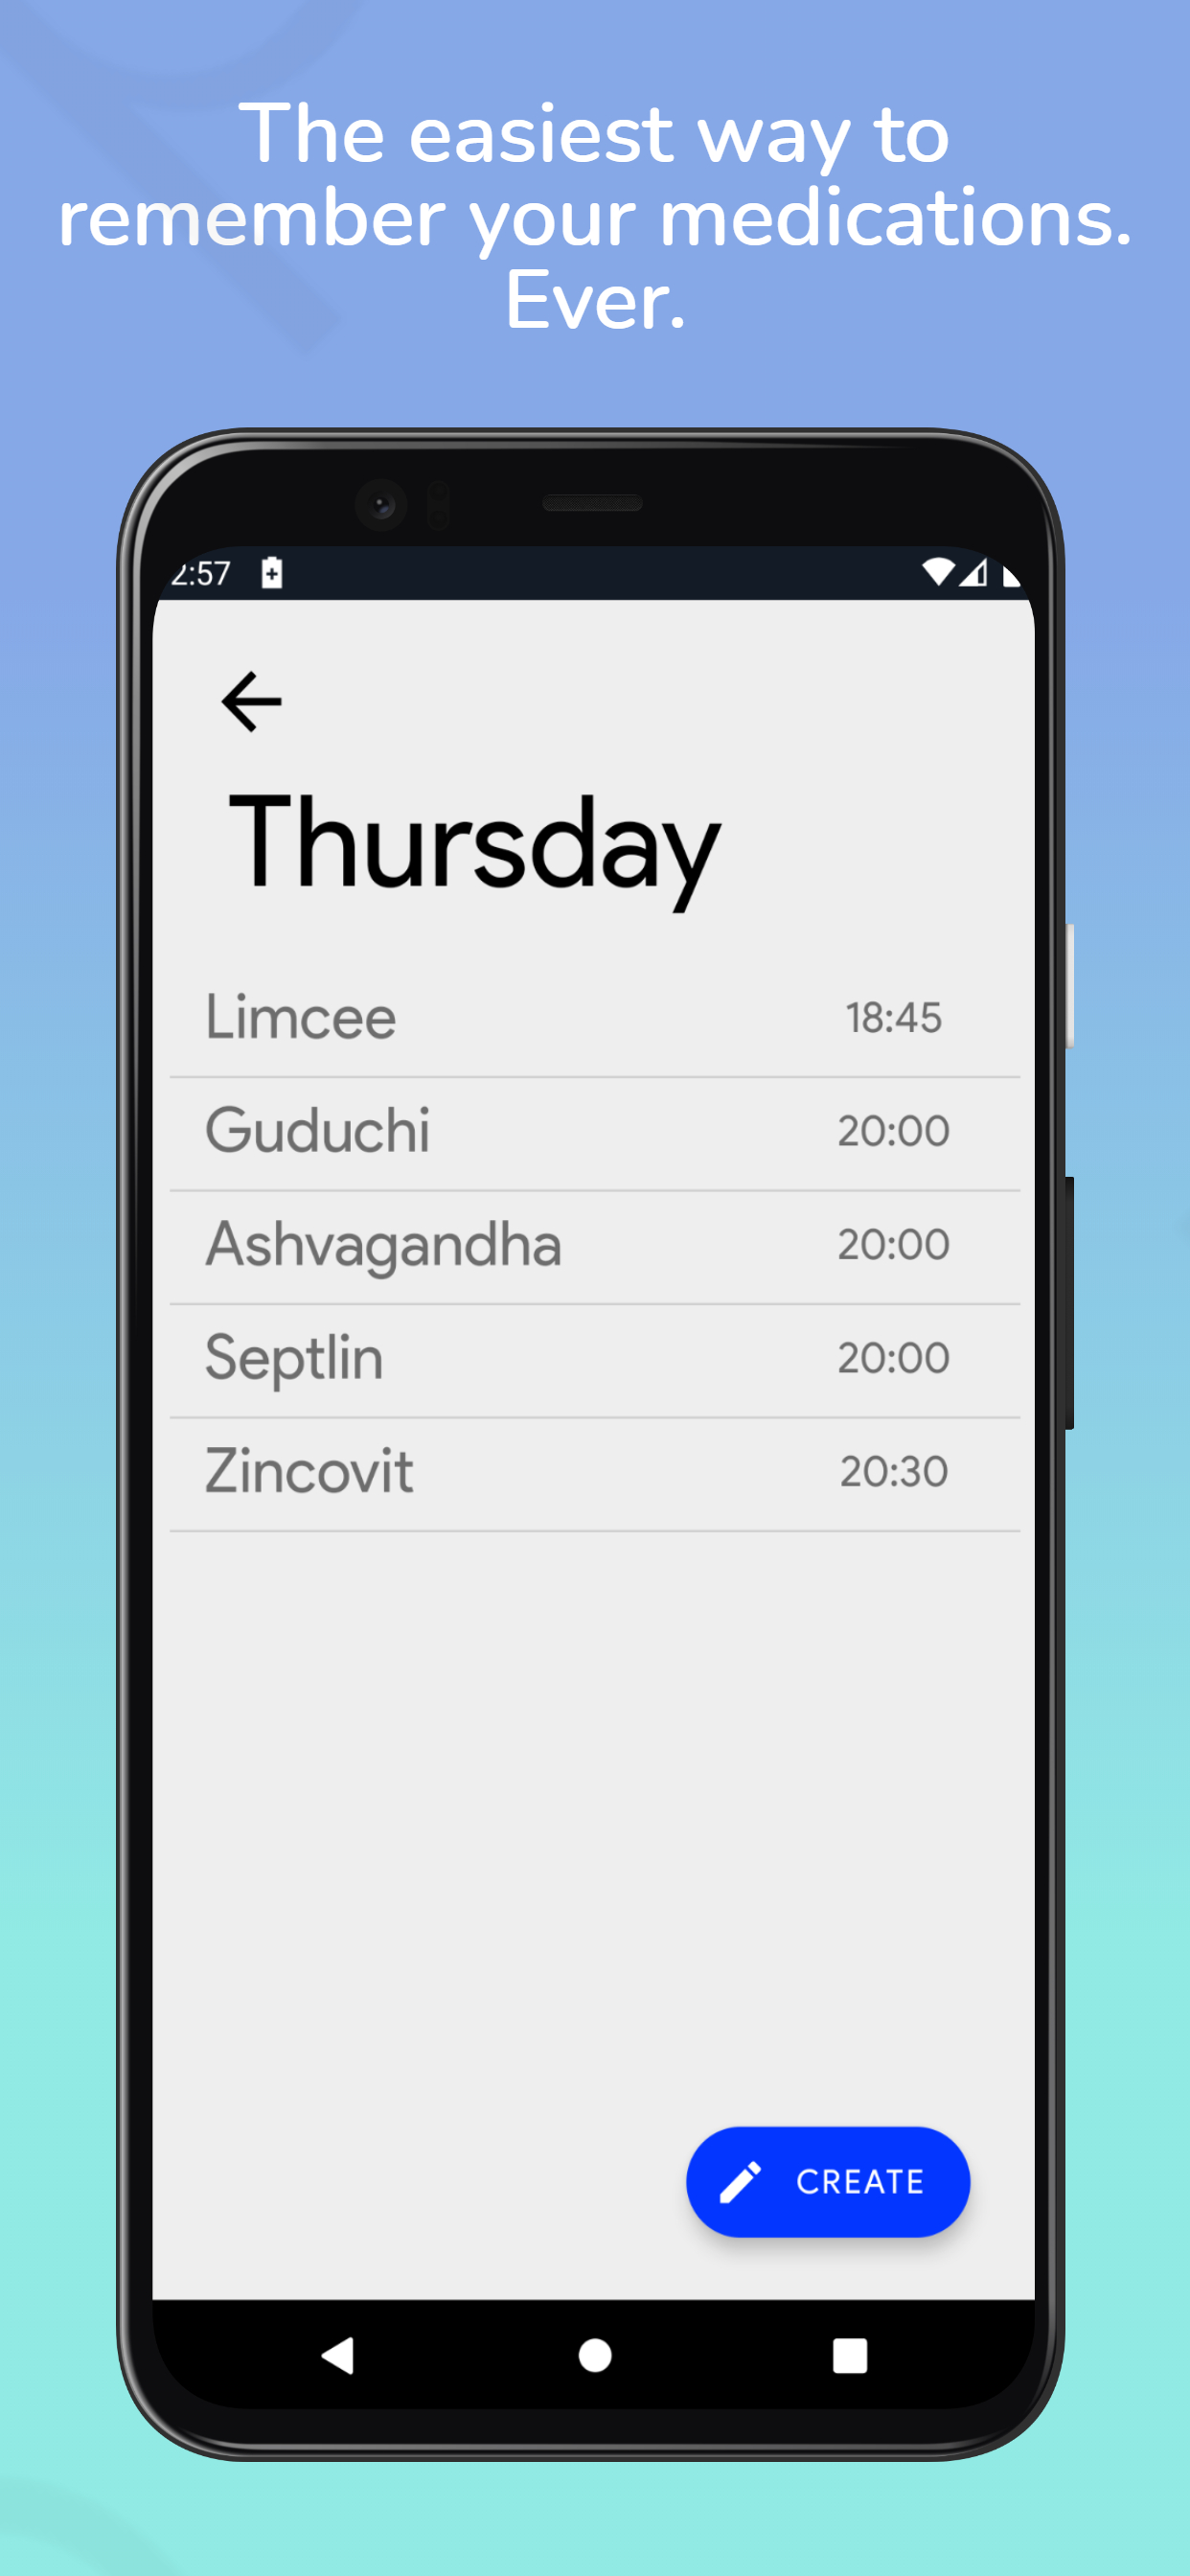 The easiest way to
remember your medications.
Ever.
2:57
Thursday
Limcee 18:45
Guduchi 20:00
Ashvagandha 20:00
Septlin 20:00
Zincovit 20:30
CREATE